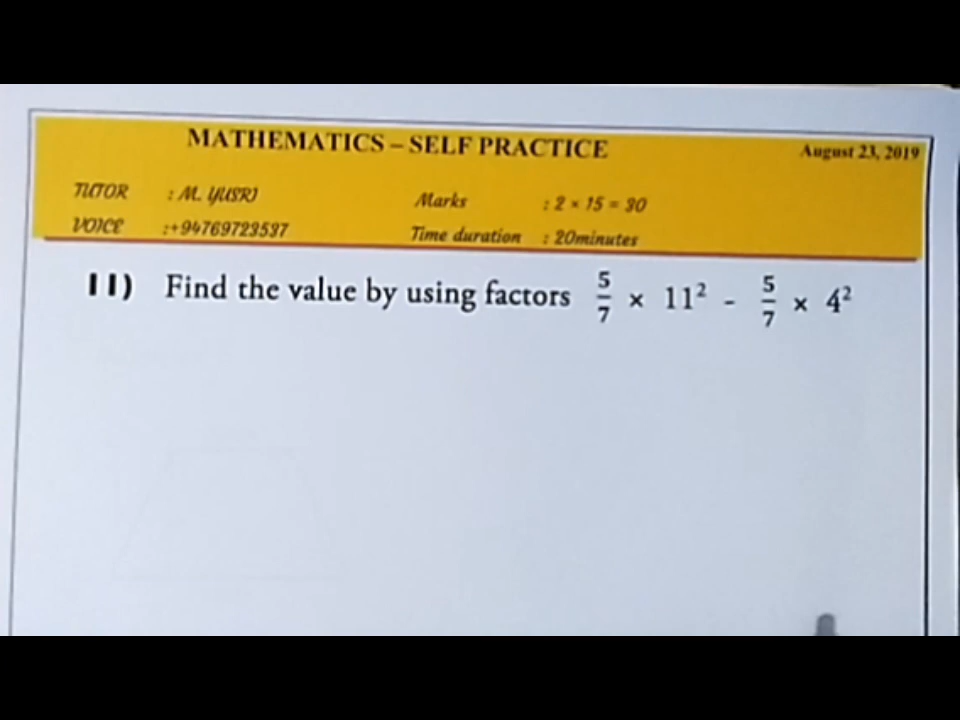 MATHEMATICS – SELF PRACTICE
August 23, 2019
TUTOR : M. YUSRI
Marks : 2 × 15 = 30
VOICE :+94769723537
Time duration : 20minutes
11) Find the value by using factors 5/7 × 11² - 5/7 × 4²